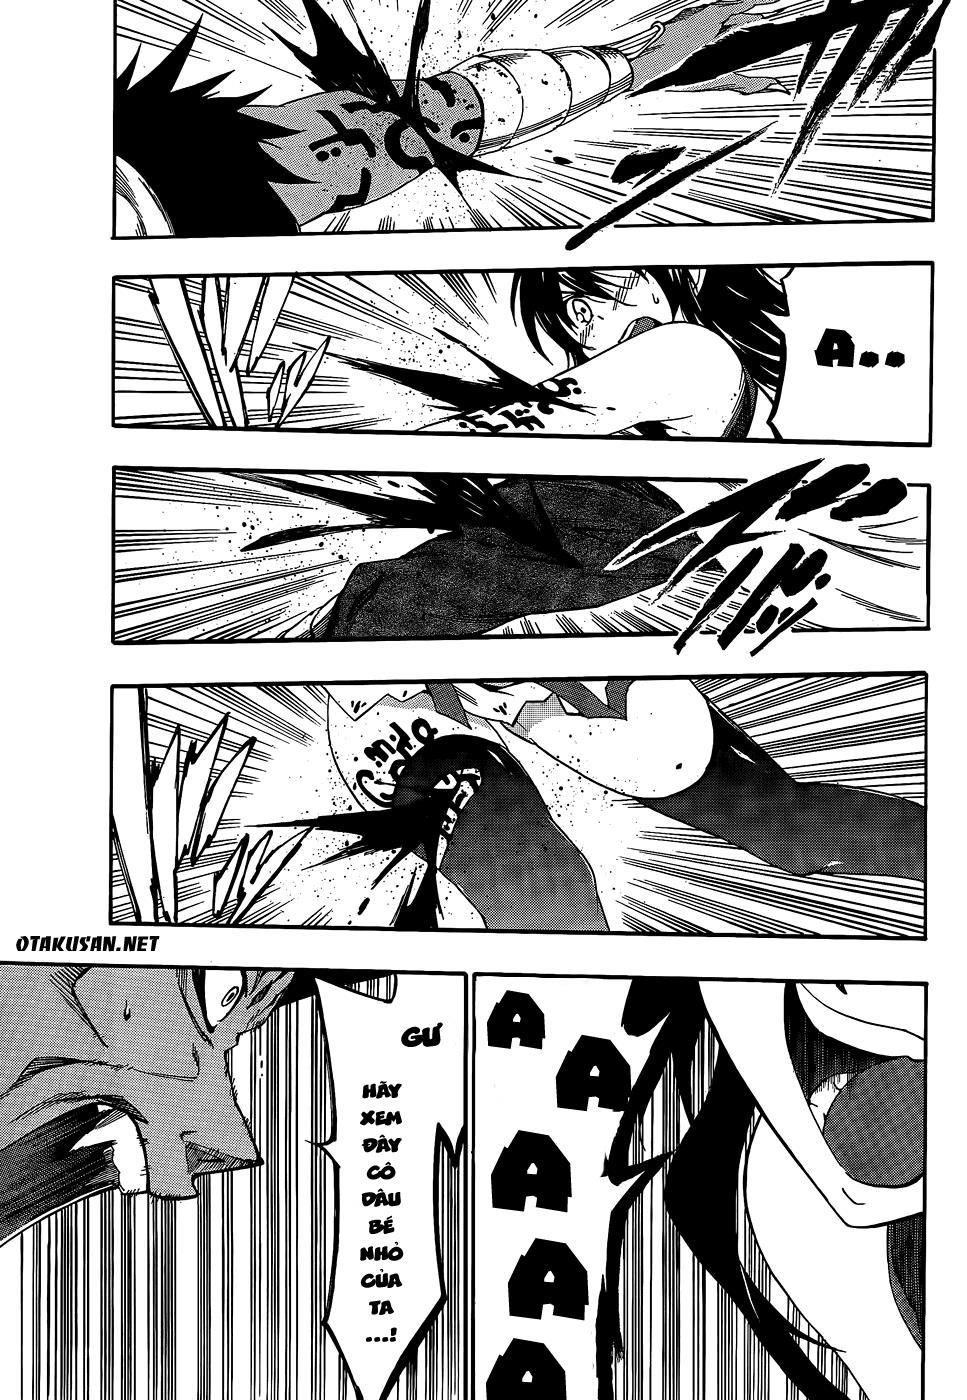 A..
OTAKUSAN.NET
A
A
A
A
A
A
GƯ
HÃY
XEM
ĐÂY
CÔ
DÂU
BÉ
NHỎ
CỦA
TA
...!